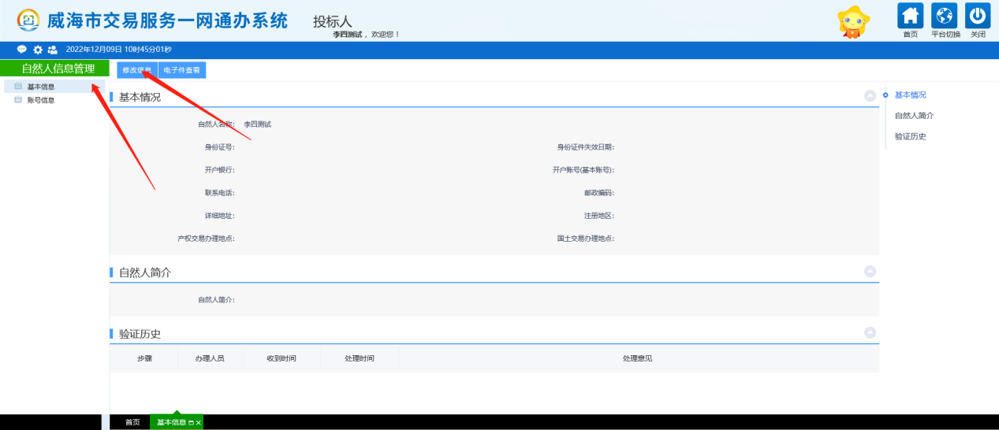 威海市交易服务一网通办系统 投标人
李四测试，欢迎您！
首页 平台切换 关闭
2022年12月09日 10时45分01秒
自然人信息管理
修改信息 电子件查看
基本信息
账号信息
基本情况
自然人名称： 李四测试
身份证号： 身份证件失效日期：
开户银行： 开户账号(基本账号)：
联系电话： 邮政编码：
详细地址： 注册地区：
产权交易办理地点： 国土交易办理地点：
自然人简介
自然人简介：
验证历史
步骤 办理人员 收到时间 处理时间 处理意见
基本情况
自然人简介
验证历史
首页 基本信息